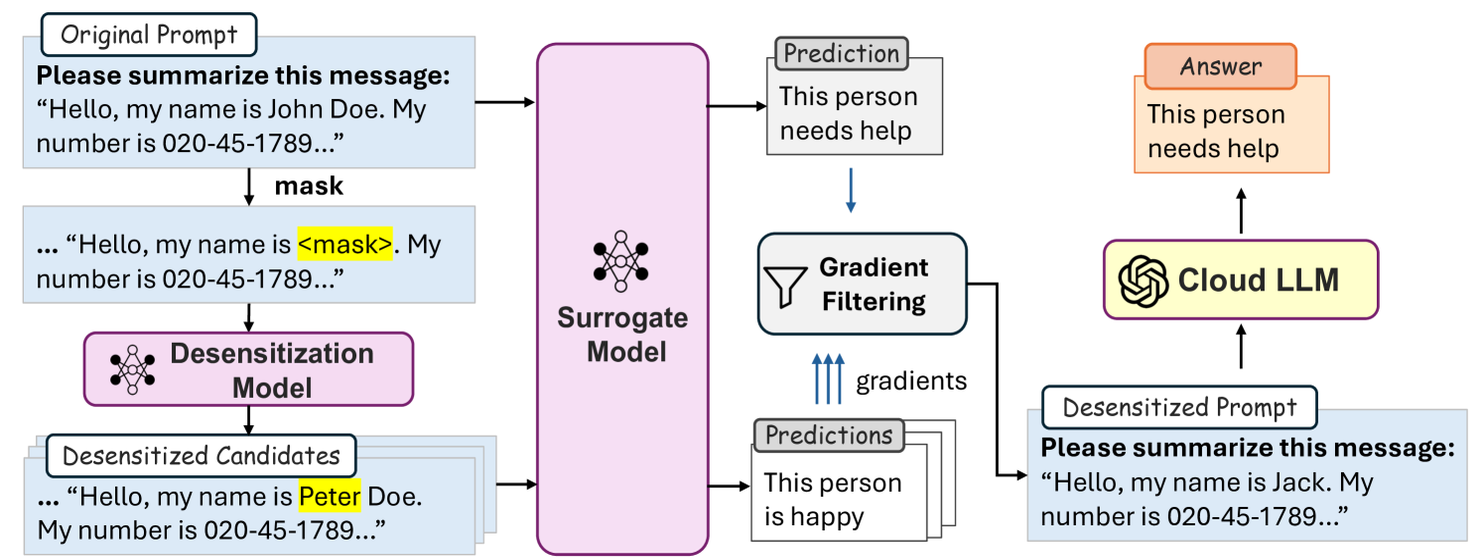 Original Prompt
Please summarize this message:
“Hello, my name is John Doe. My
number is 020-45-1789...”
mask
... “Hello, my name is <mask>. My
number is 020-45-1789...”
Desensitization
Model
Desensitized Candidates
... “Hello, my name is Peter Doe.
My number is 020-45-1789...”
Surrogate
Model
Prediction
This person
needs help
Gradient
Filtering
gradients
Predictions
This person
is happy
Answer
This person
needs help
Cloud LLM
Desensitized Prompt
Please summarize this message:
“Hello, my name is Jack. My
number is 020-45-1789...”